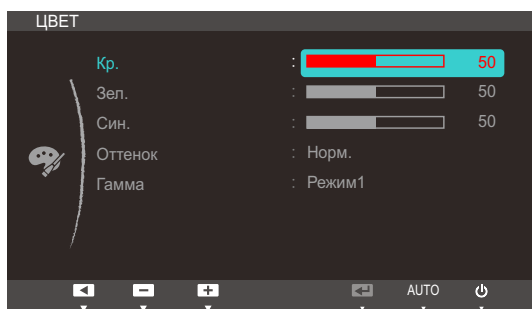 ЦВЕТ
Кр. : 50
Зел. : 50
Син. : 50
Оттенок : Норм.
Гамма : Режим1
AUTO